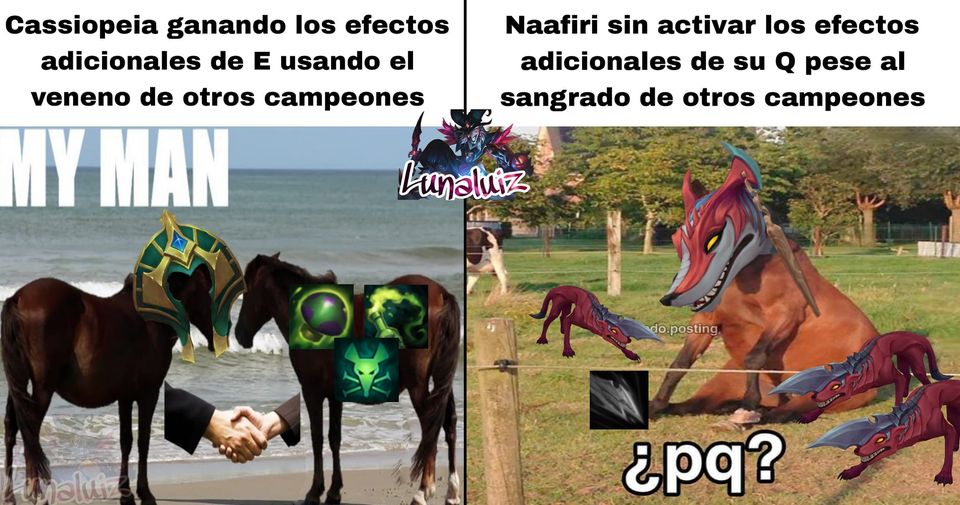 Cassiopeia ganando los efectos
adicionales de E usando el
veneno de otros campeones
Naafiri sin activar los efectos
adicionales de su Q pese al
sangrado de otros campeones
MY MAN
Lunaluiz
do.posting
¿pq?
Lunaluiz